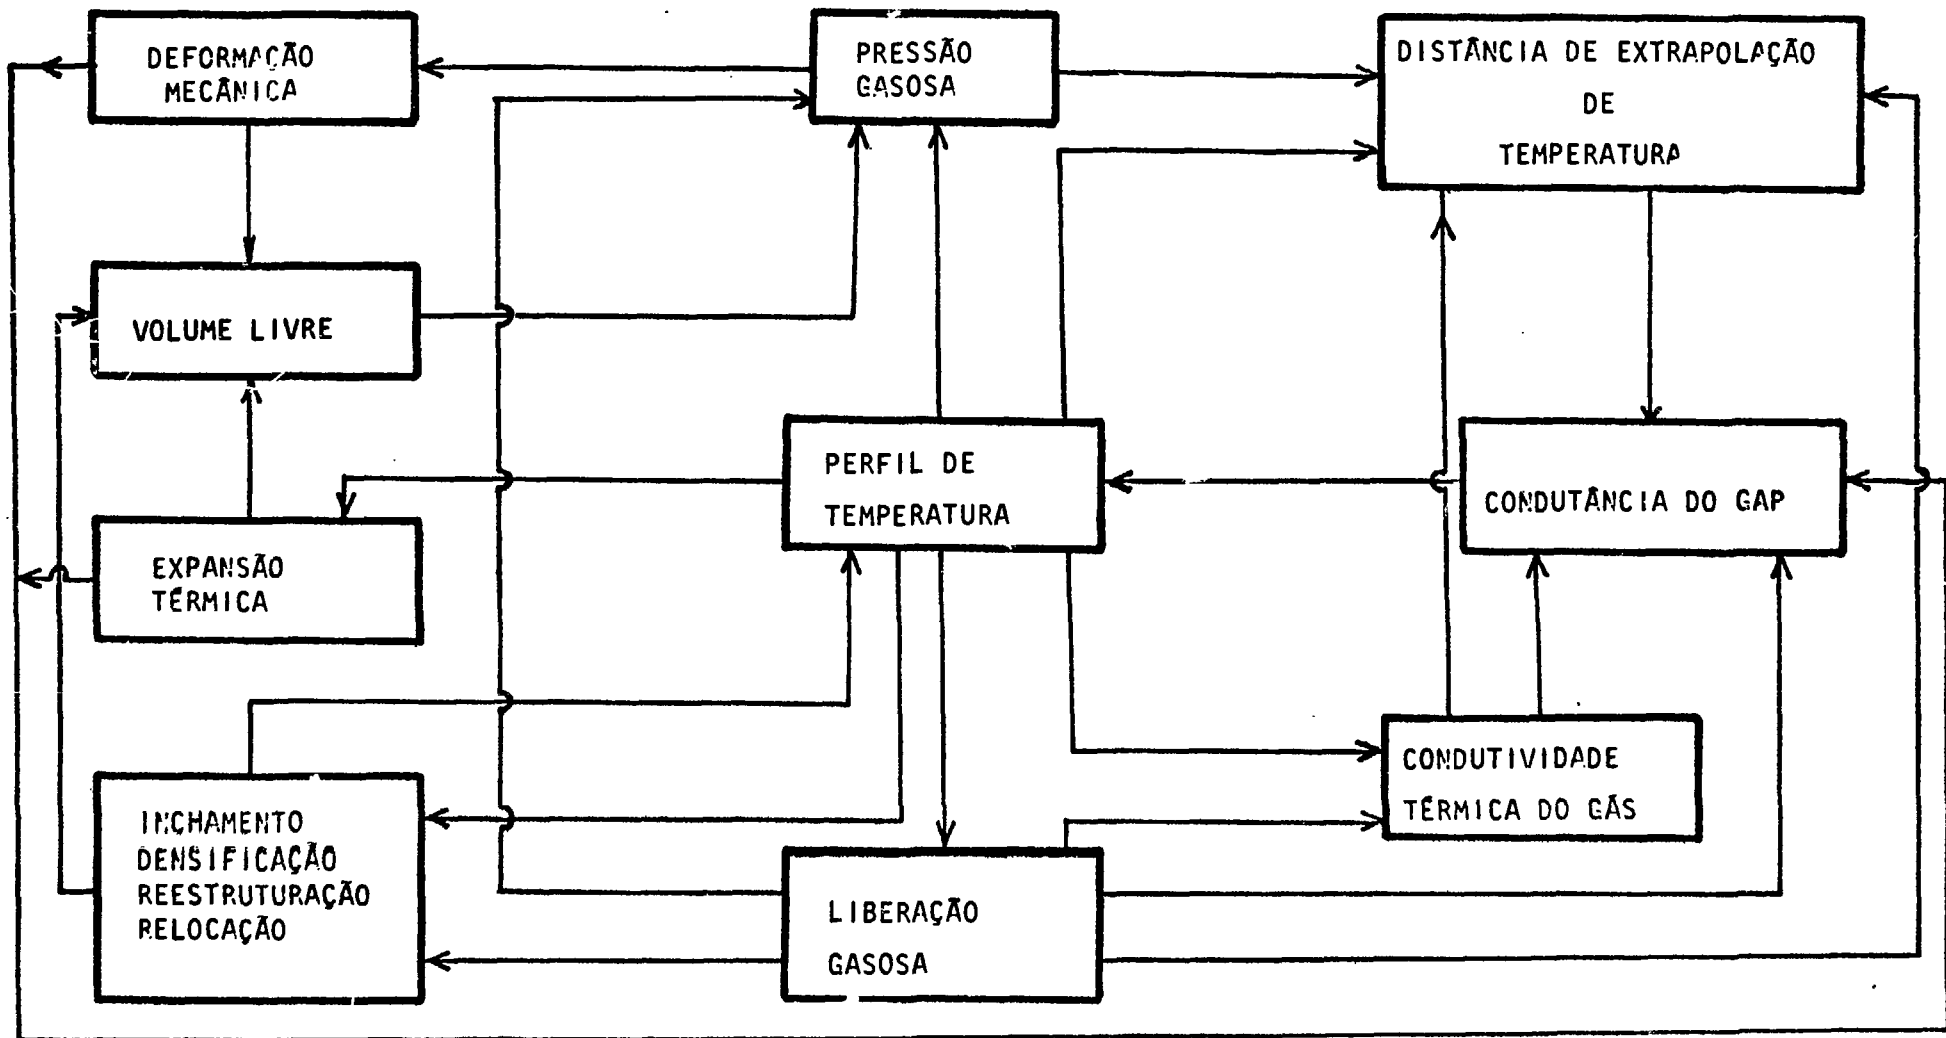 DEFORMAÇÃO
MECÂNICA
PRESSÃO
GASOSA
DISTÂNCIA DE EXTRAPOLAÇÃO
DE
TEMPERATURA
VOLUME LIVRE
PERFIL DE
TEMPERATURA
CONDUTÂNCIA DO GAP
EXPANSÃO
TÉRMICA
CONDUTIVIDADE
TÉRMICA DO GÁS
INCHAMENTO
DENSIFICAÇÃO
REESTRUTURAÇÃO
RELOCAÇÃO
LIBERAÇÃO
GASOSA